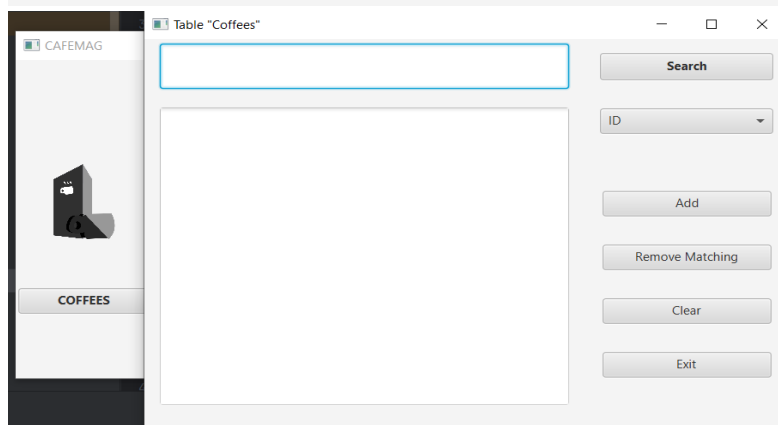 Table "Coffees"
CAFEMAG
Search
ID
Add
Remove Matching
COFFEES
Clear
Exit